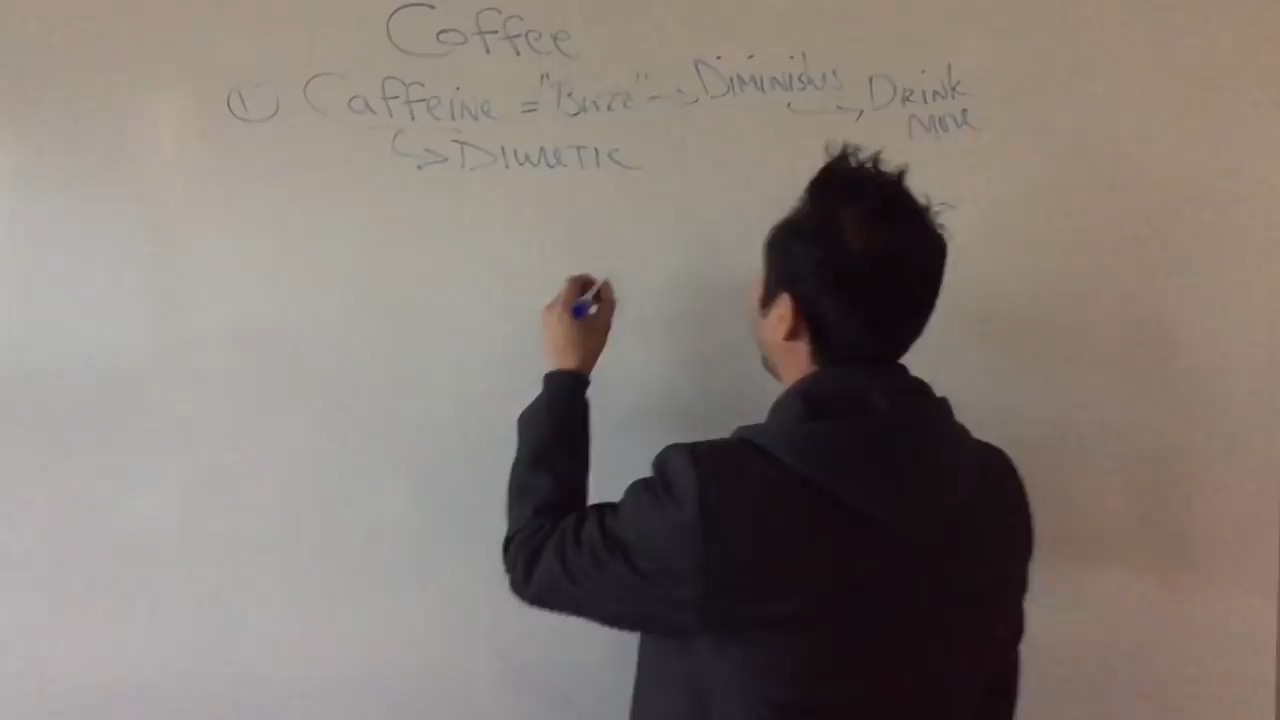 Coffee
① Caffeine = "Buzz" → Diminishes → Drink
More
↳ Diuretic